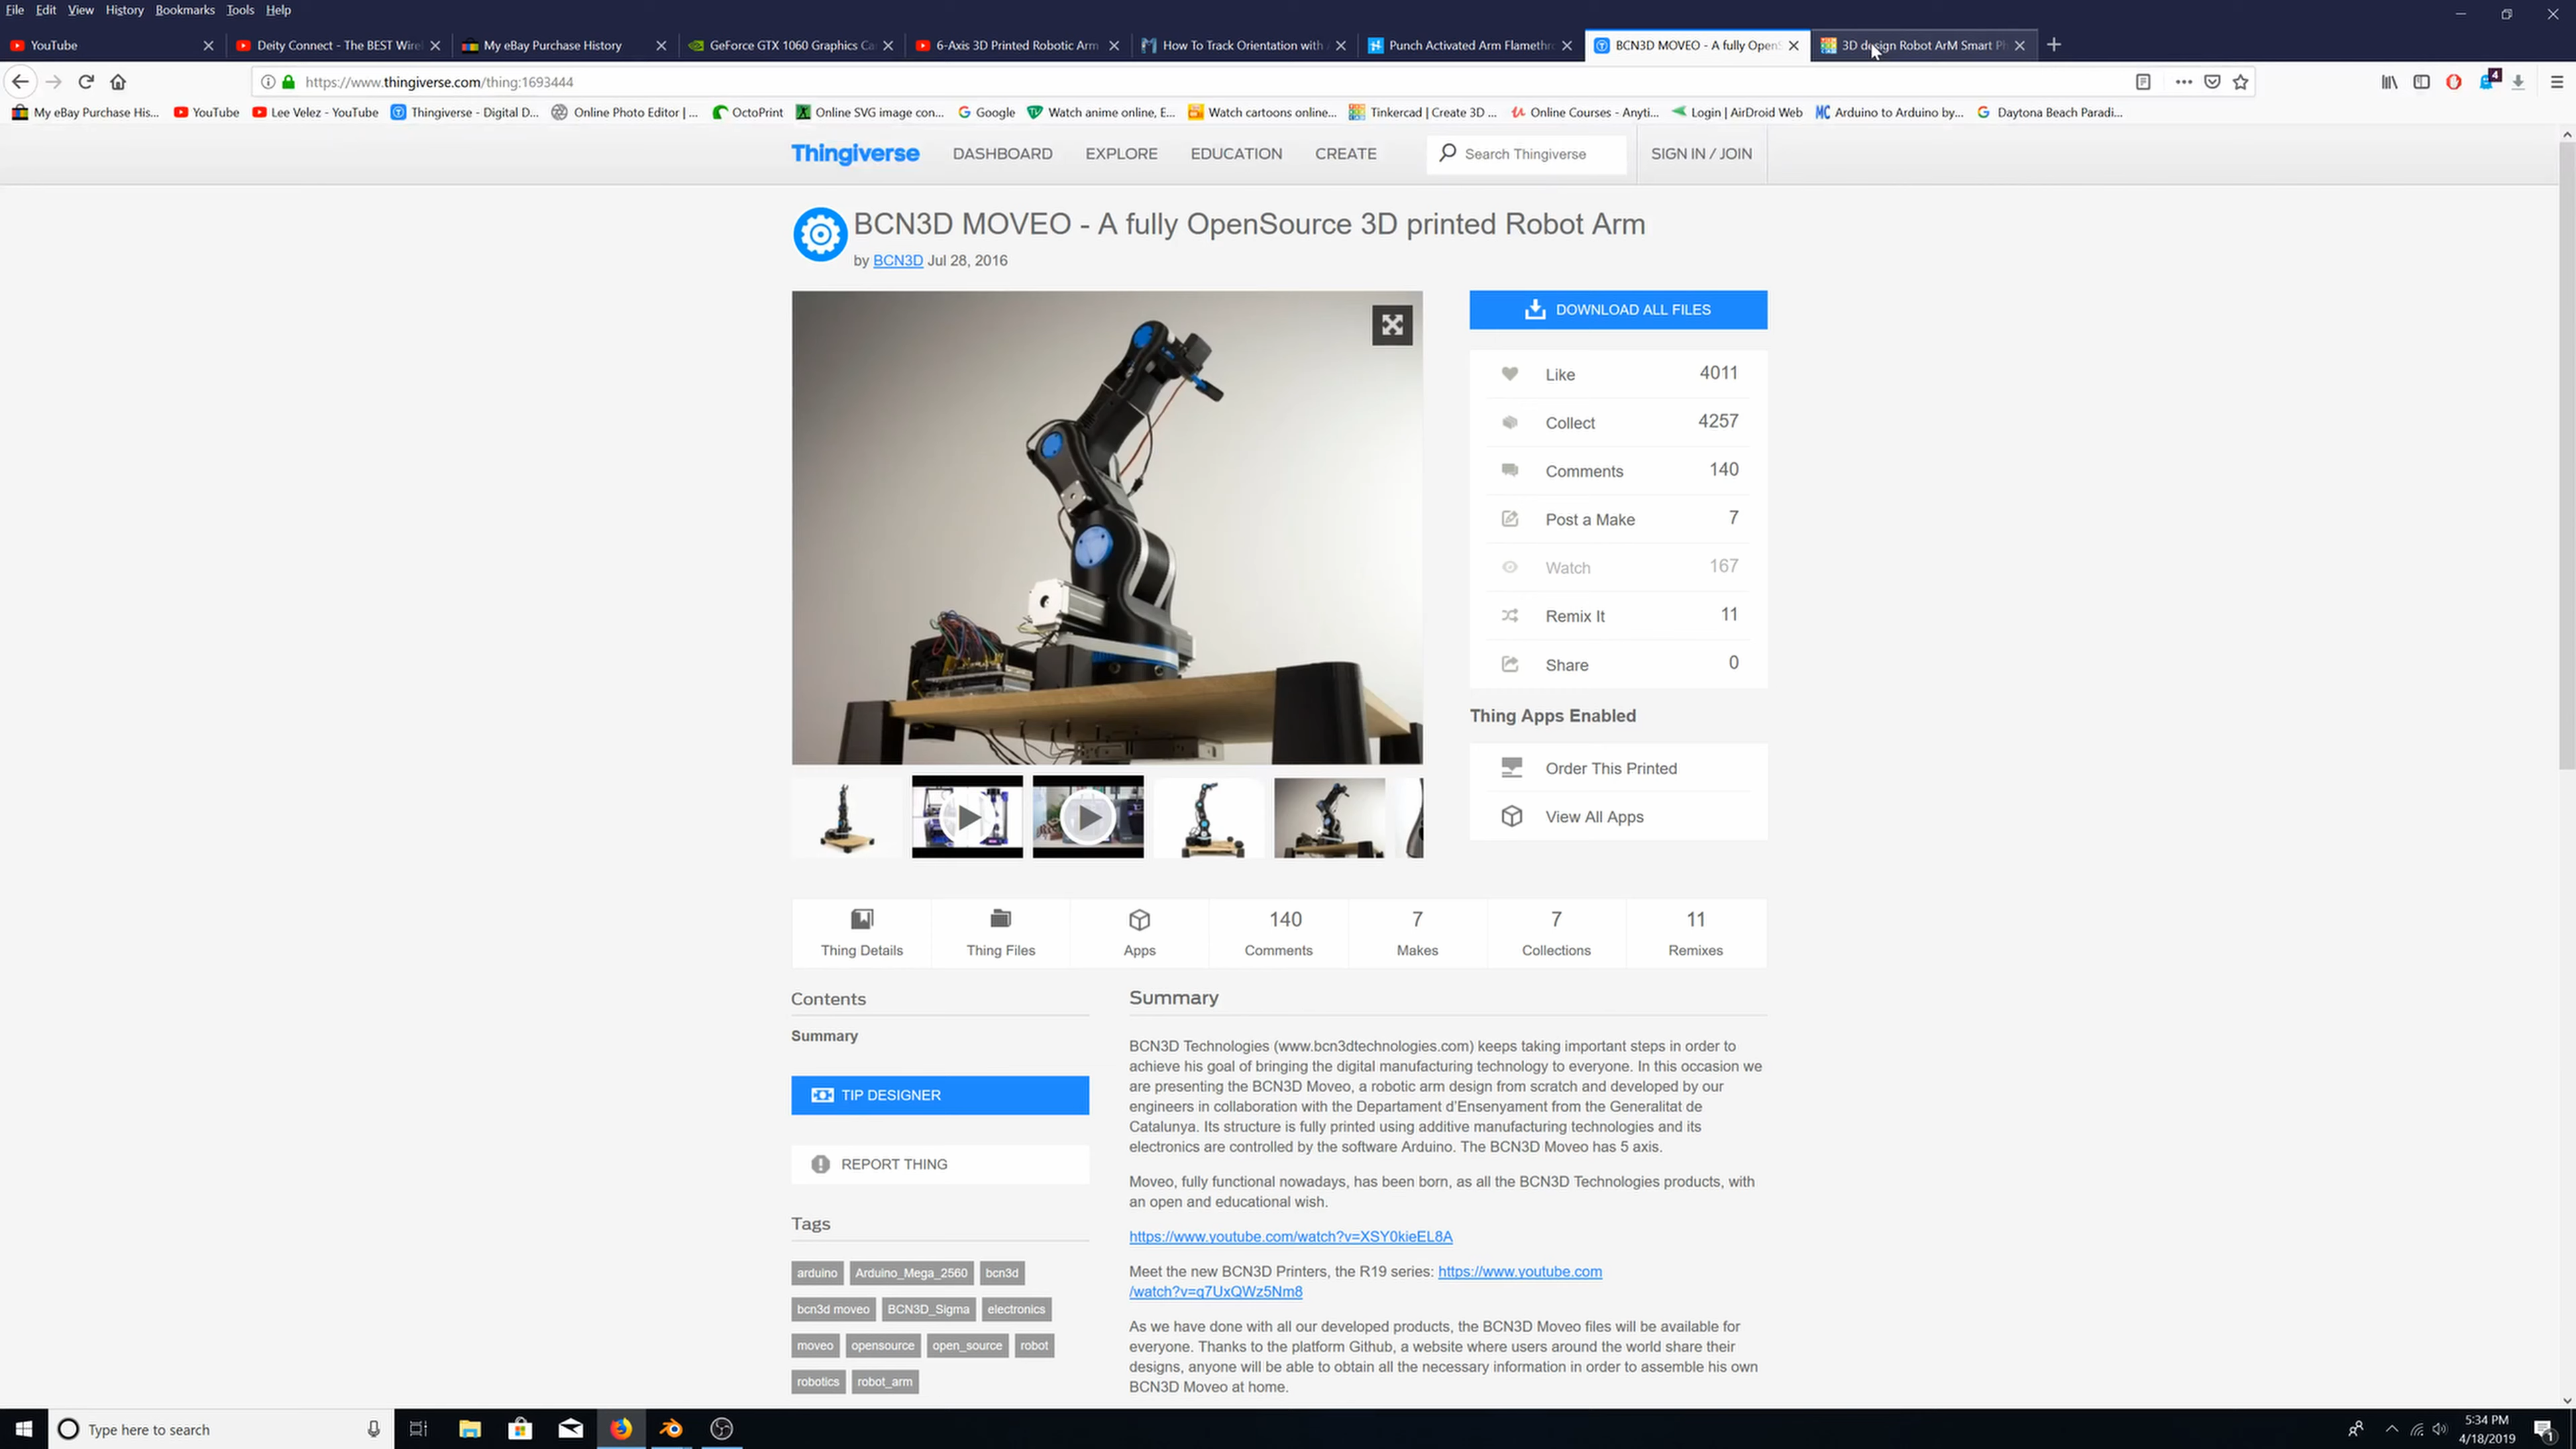 File Edit View History Bookmarks Tools Help
YouTube
Deity Connect - The BEST Wirel
My eBay Purchase History
GeForce GTX 1060 Graphics Ca
6-Axis 3D Printed Robotic Arm
How To Track Orientation with A
Punch Activated Arm Flamethr
BCN3D MOVEO - A fully OpenS
3D design Robot ArM Smart Ph
https://www.thingiverse.com/thing:1693444
4
My eBay Purchase His...
YouTube
Lee Velez - YouTube
Thingiverse - Digital D...
Online Photo Editor | ...
OctoPrint
Online SVG image con...
Google
Watch anime online, E...
Watch cartoons online...
Tinkercad | Create 3D ...
Online Courses - Anyti...
Login | AirDroid Web
Arduino to Arduino by...
Daytona Beach Paradi...
Thingiverse
DASHBOARD
EXPLORE
EDUCATION
CREATE
Search Thingiverse
SIGN IN / JOIN
BCN3D MOVEO - A fully OpenSource 3D printed Robot Arm
by BCN3D Jul 28, 2016
DOWNLOAD ALL FILES
Like 4011
Collect 4257
Comments 140
Post a Make 7
Watch 167
Remix It 11
Share 0
Thing Apps Enabled
Order This Printed
View All Apps
Thing Details
Thing Files
Apps
140 Comments
7 Makes
7 Collections
11 Remixes
Contents
Summary
TIP DESIGNER
REPORT THING
Tags
arduino Arduino_Mega_2560 bcn3d
bcn3d moveo BCN3D_Sigma electronics
moveo opensource open_source robot
robotics robot_arm
Summary
BCN3D Technologies (www.bcn3dtechnologies.com) keeps taking important steps in order to
achieve his goal of bringing the digital manufacturing technology to everyone. In this occasion we
are presenting the BCN3D Moveo, a robotic arm design from scratch and developed by our
engineers in collaboration with the Departament d'Ensenyament from the Generalitat de
Catalunya. Its structure is fully printed using additive manufacturing technologies and its
electronics are controlled by the software Arduino. The BCN3D Moveo has 5 axis.
Moveo, fully functional nowadays, has been born, as all the BCN3D Technologies products, with
an open and educational wish.
https://www.youtube.com/watch?v=XSY0kieEL8A
Meet the new BCN3D Printers, the R19 series: https://www.youtube.com
/watch?v=q7UxQWz5Nm8
As we have done with all our developed products, the BCN3D Moveo files will be available for
everyone. Thanks to the platform Github, a website where users around the world share their
designs, anyone will be able to obtain all the necessary information in order to assemble his own
BCN3D Moveo at home.
Type here to search
5:34 PM
4/18/2019
1